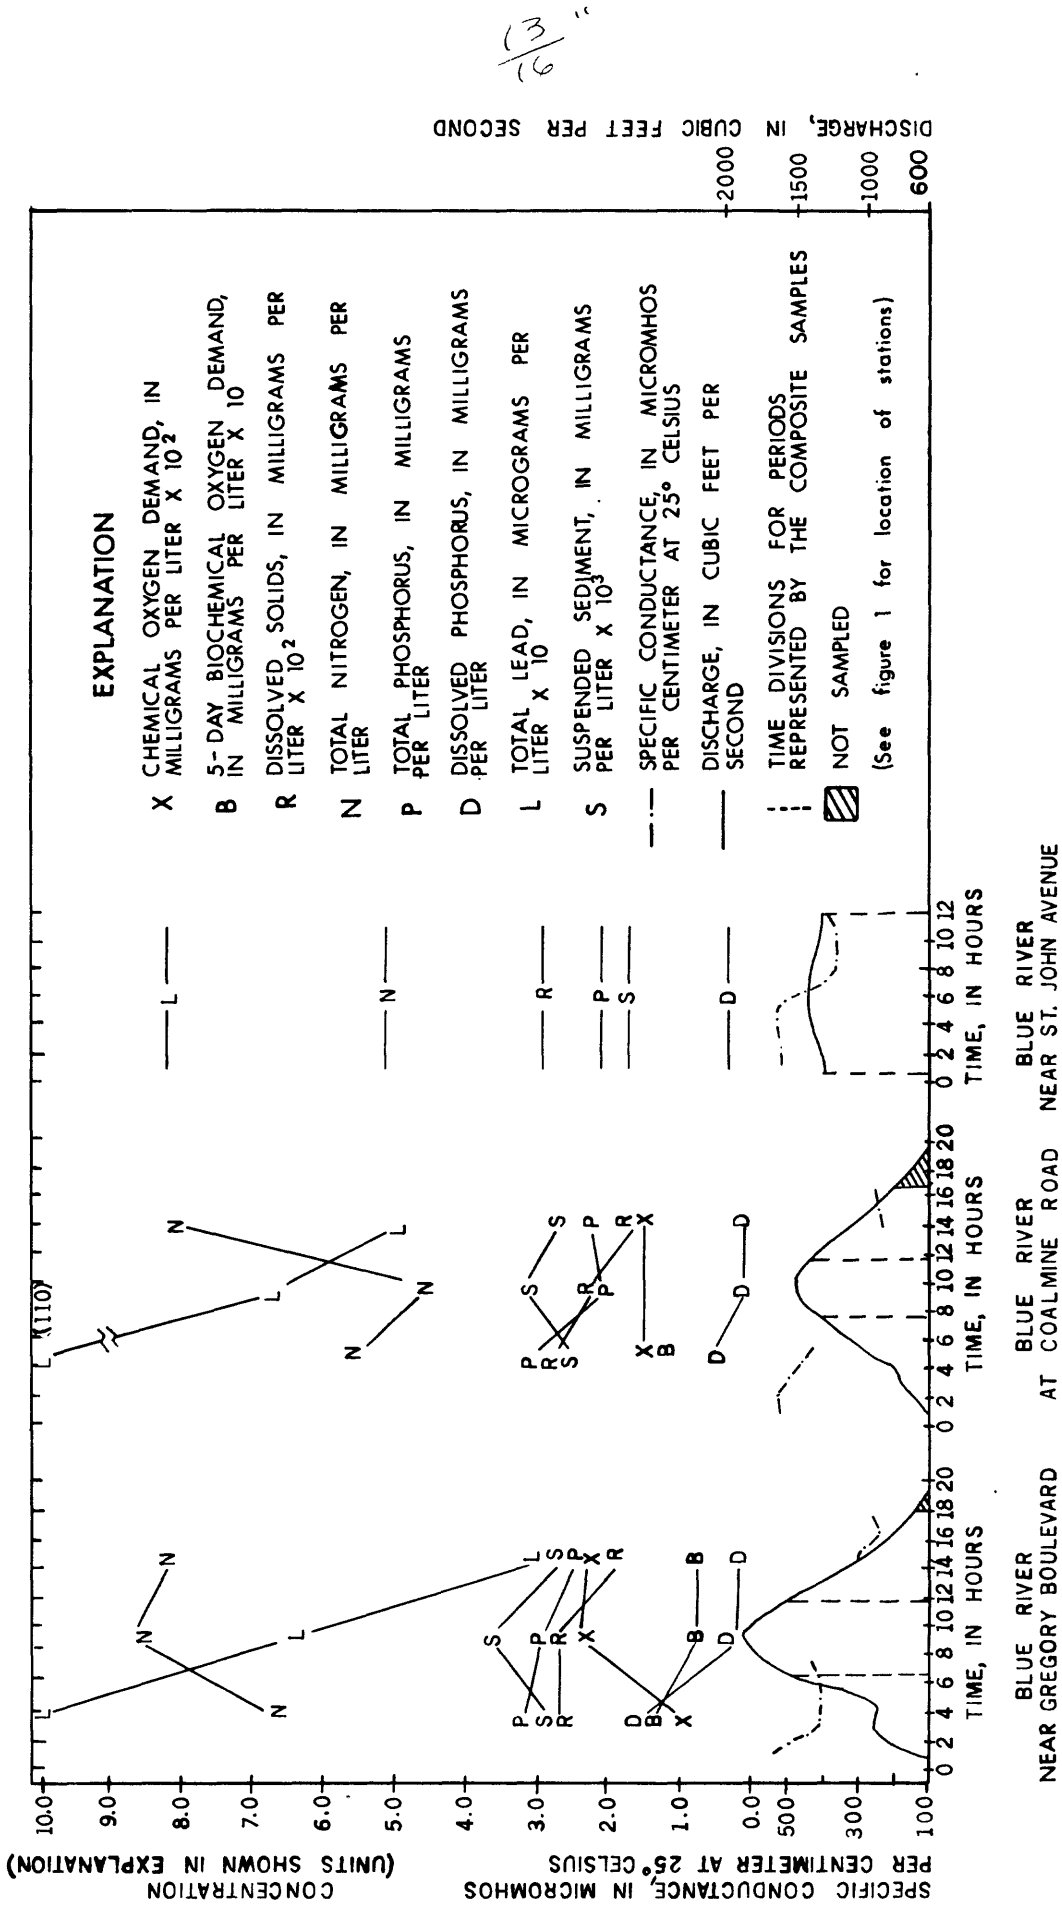 13"
16
EXPLANATION
X CHEMICAL OXYGEN DEMAND, IN
MILLIGRAMS PER LITER X 10²
B 5-DAY BIOCHEMICAL OXYGEN DEMAND,
IN MILLIGRAMS PER LITER X 10
R DISSOLVED SOLIDS, IN MILLIGRAMS PER
LITER X 10²
N TOTAL NITROGEN, IN MILLIGRAMS PER
LITER
P TOTAL PHOSPHORUS, IN MILLIGRAMS
PER LITER
D DISSOLVED PHOSPHORUS, IN MILLIGRAMS
PER LITER
L TOTAL LEAD, IN MICROGRAMS PER
LITER X 10
S SUSPENDED SEDIMENT, IN MILLIGRAMS
PER LITER X 10³
SPECIFIC CONDUCTANCE, IN MICROMHOS
PER CENTIMETER AT 25° CELSIUS
DISCHARGE, IN CUBIC FEET PER
SECOND
TIME DIVISIONS FOR PERIODS
REPRESENTED BY THE COMPOSITE SAMPLES
NOT SAMPLED
(See figure 1 for location of stations)
CONCENTRATION
(UNITS SHOWN IN EXPLANATION)
10.0
9.0
8.0
7.0
6.0
5.0
4.0
3.0
2.0
1.0
0.0
SPECIFIC CONDUCTANCE, IN MICROMHOS
PER CENTIMETER AT 25° CELSIUS
500
300
100
DISCHARGE, IN CUBIC FEET PER SECOND
2000
1500
1000
600
L N N N L L S S S P P P R R R X X X B B B D D D
L (110) L L N N N S S S P P P R R R X X B D D D
L N R P S D
0 2 4 6 8 10 12 14 16 18 20
TIME, IN HOURS
BLUE RIVER
NEAR GREGORY BOULEVARD
0 2 4 6 8 10 12 14 16 18 20
TIME, IN HOURS
BLUE RIVER
AT COALMINE ROAD
0 2 4 6 8 10 12
TIME, IN HOURS
BLUE RIVER
NEAR ST. JOHN AVENUE